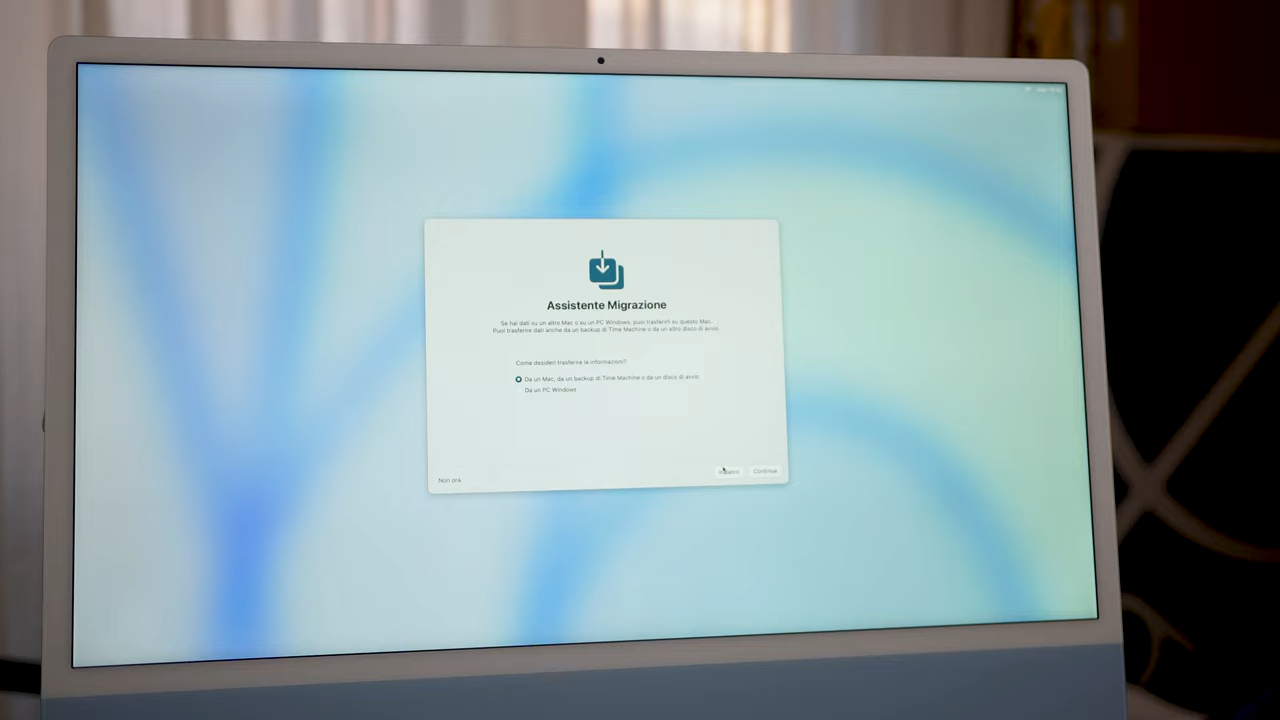 Assistente Migrazione
Se hai dati su un altro Mac o su un PC Windows, puoi trasferirli su questo Mac.
Puoi trasferire dati anche da un backup di Time Machine o da un altro disco di avvio.
Come desideri trasferire le informazioni?
Da un Mac, da un backup di Time Machine o da un disco di avvio
Da un PC Windows
Non ora
Continua